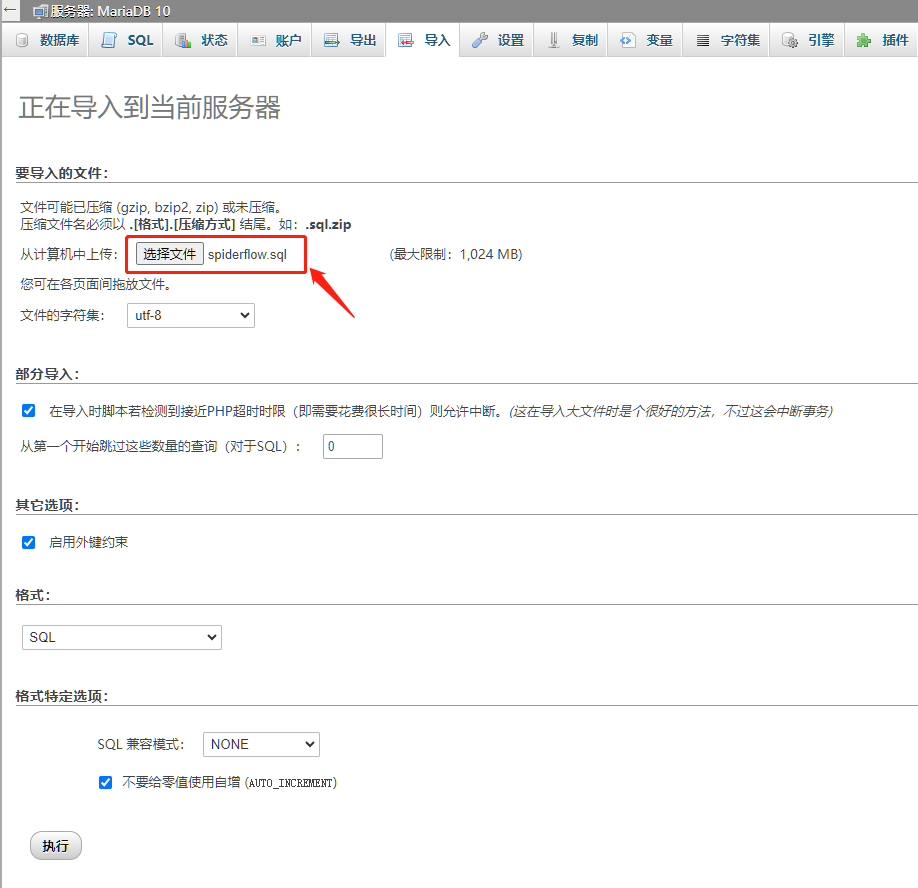 服务器: MariaDB 10
数据库 SQL 状态 账户 导出 导入 设置 复制 变量 字符集 引擎 插件
正在导入到当前服务器
要导入的文件:
文件可能已压缩 (gzip, bzip2, zip) 或未压缩。
压缩文件名必须以 .[格式].[压缩方式] 结尾。如：.sql.zip
从计算机中上传： 选择文件 spiderflow.sql (最大限制：1,024 MB)
您可在各页面间拖放文件。
文件的字符集： utf-8
部分导入:
在导入时脚本若检测到接近PHP超时时限（即需要花费很长时间）则允许中断。(这在导入大文件时是个很好的方法，不过这会中断事务)
从第一个开始跳过这些数量的查询（对于SQL）： 0
其它选项:
启用外键约束
格式:
SQL
格式特定选项:
SQL 兼容模式： NONE
不要给零值使用自增 (AUTO_INCREMENT)
执行